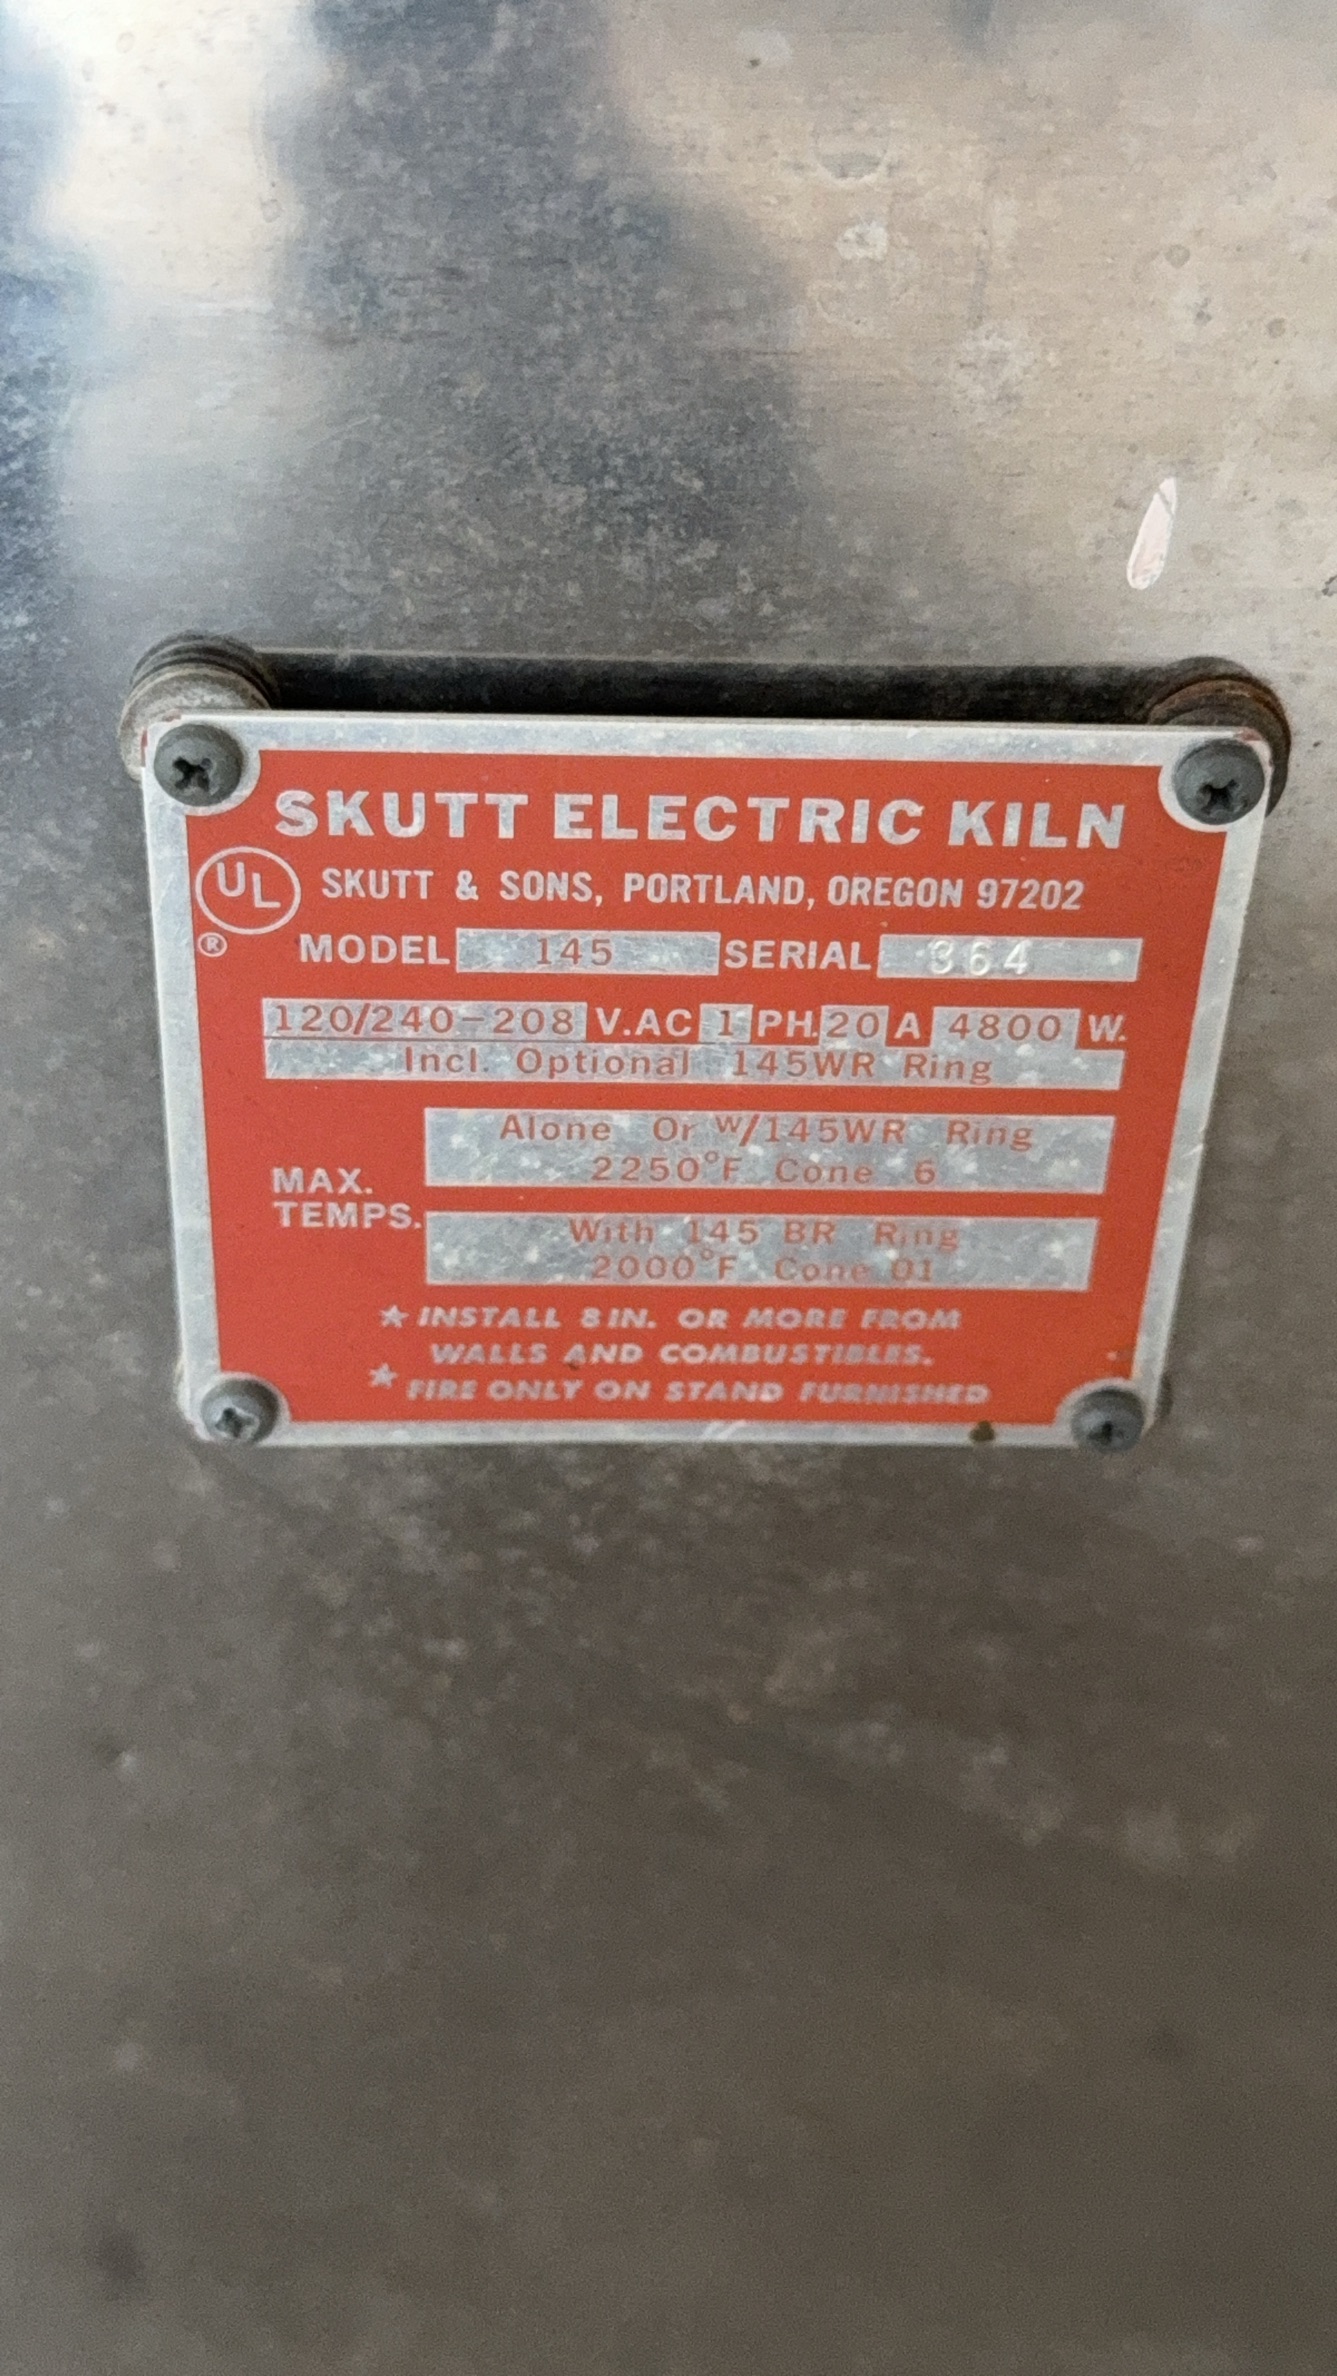 SKUTT ELECTRIC KILN
UL SKUTT & SONS, PORTLAND, OREGON 97202
® MODEL 145 SERIAL 364
120/240-208 V.AC 1 PH. 20 A 4800 W.
Incl. Optional 145WR Ring
Alone Or w/145WR Ring
2250°F Cone 6
MAX.
TEMPS.
With 145 BR Ring
2000°F Cone 01
★ INSTALL 8 IN. OR MORE FROM
WALLS AND COMBUSTIBLES.
★ FIRE ONLY ON STAND FURNISHED